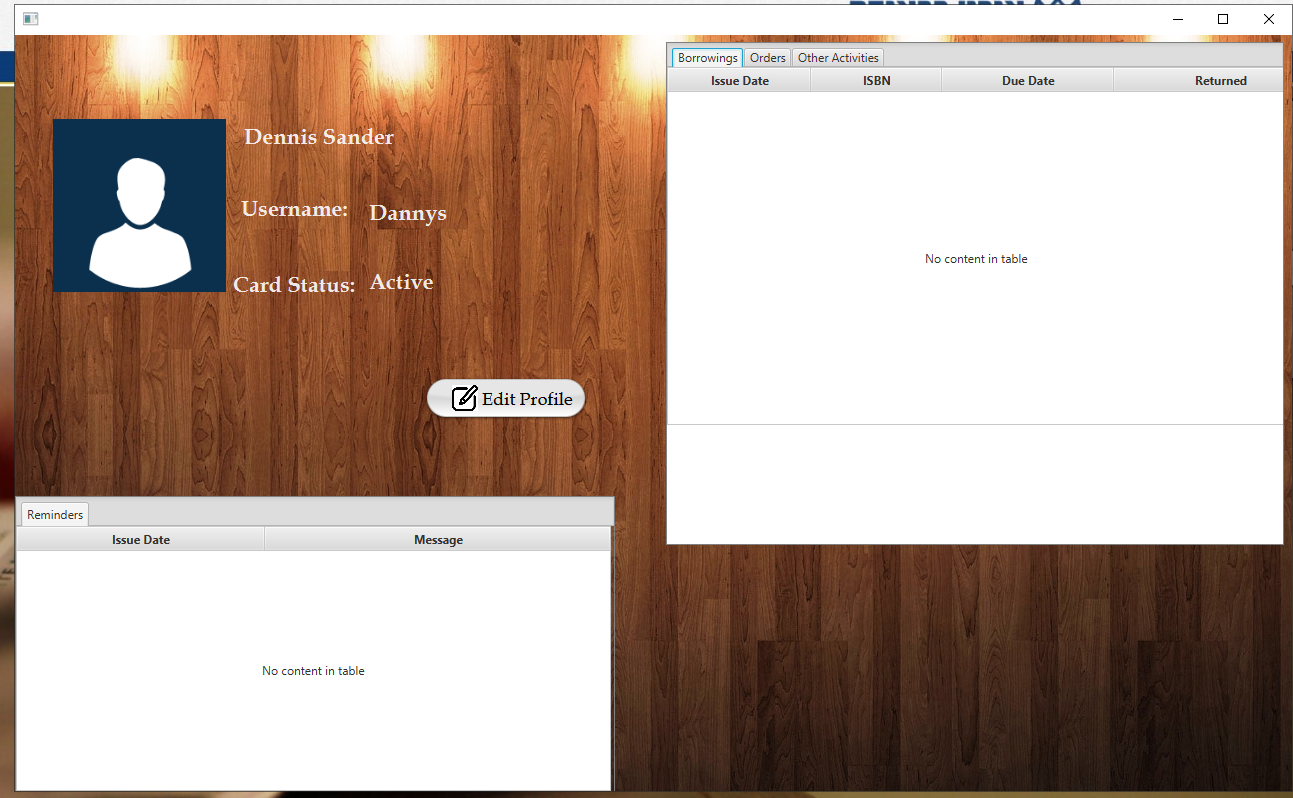 Dennis Sander
Username: Dannys
Card Status: Active
Edit Profile
Borrowings Orders Other Activities
Issue Date ISBN Due Date Returned
No content in table
Reminders
Issue Date Message
No content in table